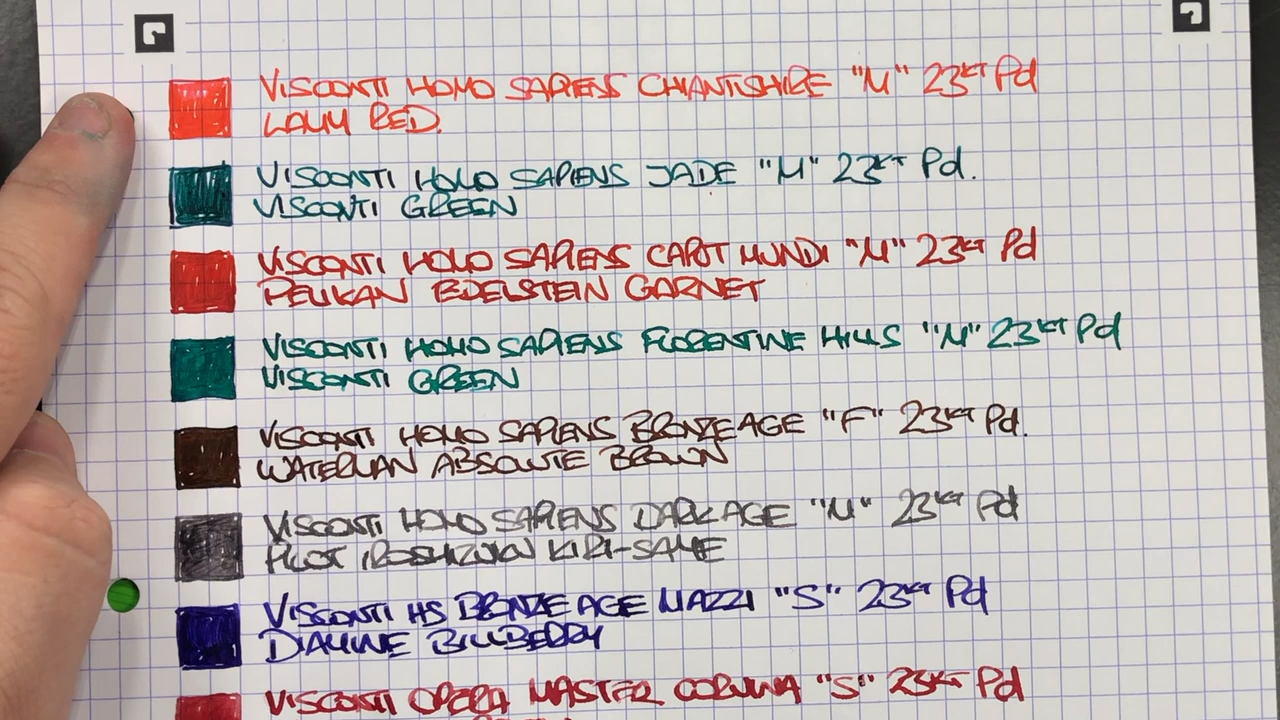 VISCONTI HOMO SAPIENS CHIANTISHIRE "M" 23KT Pd
LAMY RED.
VISCONTI HOMO SAPIENS JADE "M" 23KT Pd.
VISCONTI GREEN
VISCONTI HOMO SAPIENS CAPUT MUNDI "M" 23KT Pd
PELIKAN EDELSTEIN GARNET
VISCONTI HOMO SAPIENS FLORENTINE HILLS "M" 23KT Pd
VISCONTI GREEN
VISCONTI HOMO SAPIENS BRONZE AGE "F" 23KT Pd.
WATERMAN ABSOLUTE BROWN
VISCONTI HOMO SAPIENS DARK AGE "M" 23KT Pd
PILOT IROSHIZUKU KIRI-SAME
VISCONTI HS BRONZE AGE MAZZI "S" 23KT Pd
DIAMINE BILBERRY
VISCONTI OPERA MASTER CORUNA "S" 23KT Pd